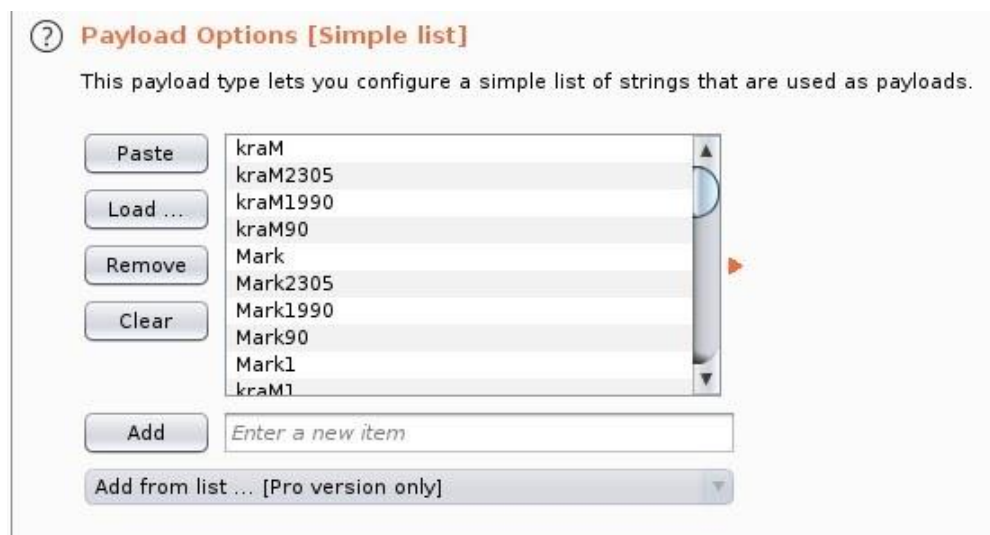 Payload Options [Simple list]
This payload type lets you configure a simple list of strings that are used as payloads.
Paste
Load ...
Remove
Clear
kraM
kraM2305
kraM1990
kraM90
Mark
Mark2305
Mark1990
Mark90
Mark1
kraM1
Add
Enter a new item
Add from list ... [Pro version only]